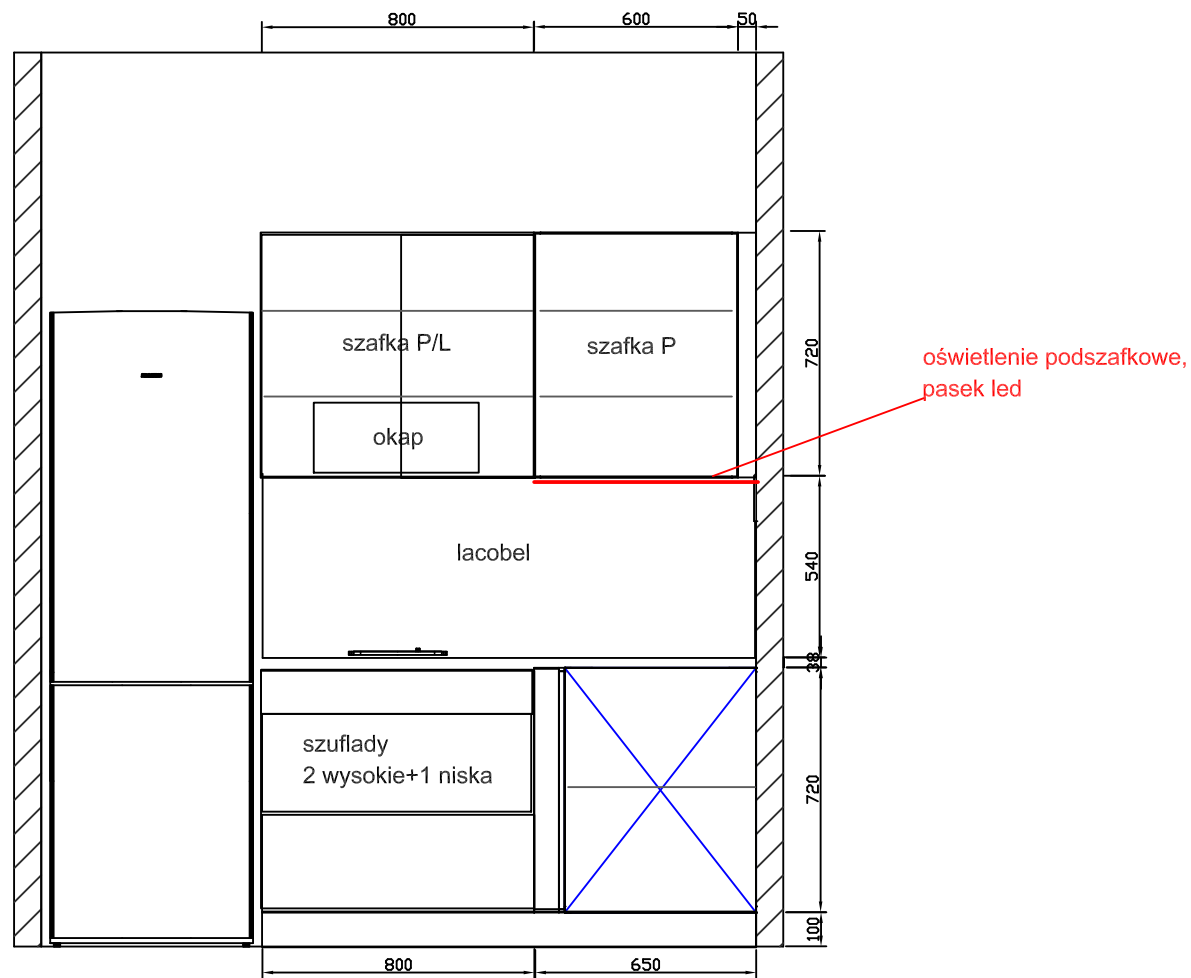 800
600
50
szafka P/L
szafka P
720
oświetlenie podszafkowe,
pasek led
okap
lacobel
540
38
szuflady
2 wysokie+1 niska
720
100
800
650